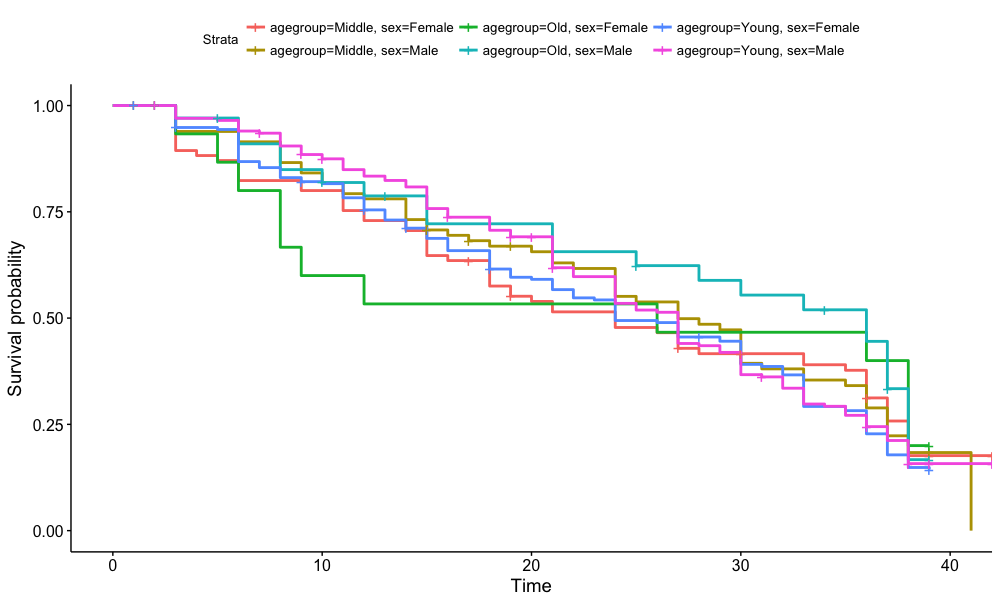 Strata
agegroup=Middle, sex=Female agegroup=Old, sex=Female agegroup=Young, sex=Female
agegroup=Middle, sex=Male agegroup=Old, sex=Male agegroup=Young, sex=Male
1.00
0.75
0.50
0.25
0.00
Survival probability
0 10 20 30 40
Time